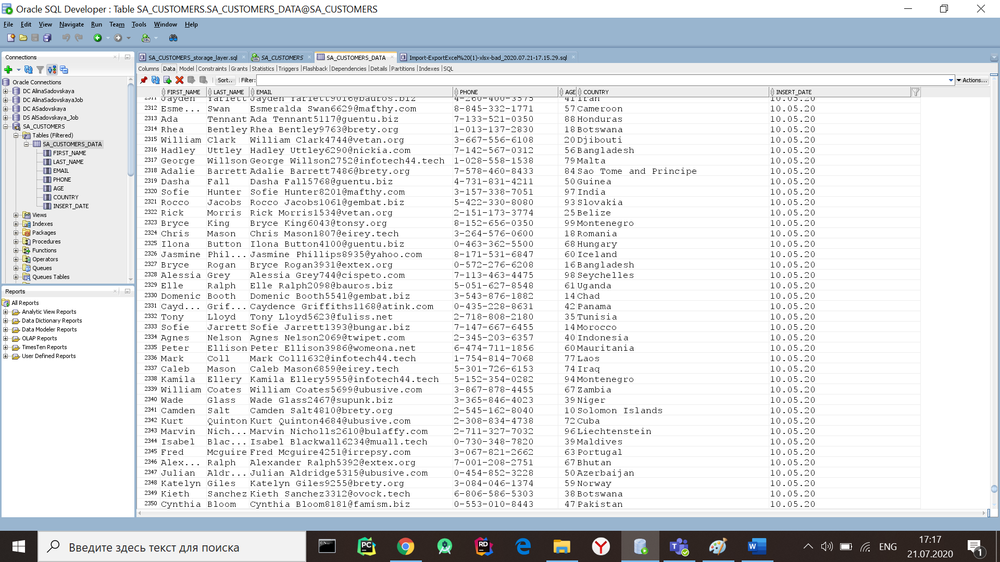 Oracle SQL Developer : Table SA_CUSTOMERS.SA_CUSTOMERS_DATA@SA_CUSTOMERS
File Edit View Navigate Run Team Tools Window Help
Connections
Oracle Connections
DC AlinaSadovskaya
DC AlinaSadovskayaJob
DC ASadovskaya
DS AlSadovskaya_Job
SA_CUSTOMERS
Tables (Filtered)
SA_CUSTOMERS_DATA
FIRST_NAME
LAST_NAME
EMAIL
PHONE
AGE
COUNTRY
INSERT_DATE
Views
Indexes
Packages
Procedures
Functions
Operators
Queues
Queues Tables
Reports
All Reports
Analytic View Reports
Data Dictionary Reports
Data Modeler Reports
OLAP Reports
TimesTen Reports
User Defined Reports
SA_CUSTOMERS_storage_layer.sql SA_CUSTOMERS SA_CUSTOMERS_DATA Import-ExportExcel%20(1)-xlsx-bad_2020.07.21-17.15.29.sql
Columns Data Model Constraints Grants Statistics Triggers Flashback Dependencies Details Partitions Indexes SQL
Sort.. Filter: Actions...
FIRST_NAME LAST_NAME EMAIL PHONE AGE COUNTRY INSERT_DATE
2311 Jayden Yarlett Jayden Yarlett9016@bauros.biz 4-260-400-3575 41 Iran 10.05.20
2312 Esme... Swan Esmeralda Swan6629@mafthy.com 8-845-332-1771 57 Cameroon 10.05.20
2313 Ada Tennant Ada Tennant5117@guentu.biz 7-133-521-0350 88 Honduras 10.05.20
2314 Rhea Bentley Rhea Bentley9763@brety.org 1-013-137-2830 18 Botswana 10.05.20
2315 William Clark William Clark4744@vetan.org 3-667-556-6108 20 Djibouti 10.05.20
2316 Hadley Uttley Hadley Uttley6290@nickia.com 7-142-567-0312 56 Bangladesh 10.05.20
2317 George Willson George Willson2752@infotech44.tech 1-028-558-1538 79 Malta 10.05.20
2318 Adalie Barrett Adalie Barrett7486@brety.org 7-578-460-8433 84 Sao Tome and Principe 10.05.20
2319 Dasha Fall Dasha Fall5768@guentu.biz 4-731-831-4211 50 Guinea 10.05.20
2320 Sofie Hunter Sofie Hunter8201@mafthy.com 3-157-338-7051 97 India 10.05.20
2321 Rocco Jacobs Rocco Jacobs1061@gembat.biz 5-422-330-8080 93 Slovakia 10.05.20
2322 Rick Morris Rick Morris1534@vetan.org 2-151-173-3774 25 Belize 10.05.20
2323 Bryce King Bryce King6043@tonsy.org 8-152-656-0350 99 Montenegro 10.05.20
2324 Chris Mason Chris Mason1807@eirey.tech 3-264-576-0600 18 Romania 10.05.20
2325 Ilona Button Ilona Button4100@guentu.biz 0-463-362-5500 68 Hungary 10.05.20
2326 Jasmine Phil... Jasmine Phillips8935@yahoo.com 8-171-531-6847 60 Iceland 10.05.20
2327 Bryce Rogan Bryce Rogan3931@extex.org 0-572-276-6208 16 Bangladesh 10.05.20
2328 Alessia Grey Alessia Grey744@cispeto.com 7-113-463-4475 98 Seychelles 10.05.20
2329 Elle Ralph Elle Ralph2098@bauros.biz 5-051-627-8548 61 Uganda 10.05.20
2330 Domenic Booth Domenic Booth5541@gembat.biz 3-543-876-1882 14 Chad 10.05.20
2331 Cayd... Grif... Caydence Griffiths1168@atink.com 0-435-228-8631 42 Panama 10.05.20
2332 Tony Lloyd Tony Lloyd5623@fuliss.net 2-718-808-2180 35 Tunisia 10.05.20
2333 Sofie Jarrett Sofie Jarrett1393@bungar.biz 7-147-667-6455 14 Morocco 10.05.20
2334 Agnes Nelson Agnes Nelson2069@twipet.com 2-345-203-6357 40 Indonesia 10.05.20
2335 Peter Ellison Peter Ellison3986@womeona.net 6-474-711-1856 60 Mauritania 10.05.20
2336 Mark Coll Mark Coll1632@infotech44.tech 1-754-814-7068 77 Laos 10.05.20
2337 Caleb Mason Caleb Mason6859@eirey.tech 5-301-726-6153 74 Iraq 10.05.20
2338 Kamila Ellery Kamila Ellery5955@infotech44.tech 5-152-354-0282 94 Montenegro 10.05.20
2339 William Coates William Coates5699@ubusive.com 3-867-878-4455 67 Zambia 10.05.20
2340 Wade Glass Wade Glass2467@supunk.biz 3-365-846-4023 39 Niger 10.05.20
2341 Camden Salt Camden Salt4810@brety.org 2-545-162-8040 10 Solomon Islands 10.05.20
2342 Kurt Quinton Kurt Quinton4684@ubusive.com 2-308-834-4738 72 Cuba 10.05.20
2343 Marvin Nich... Marvin Nicholls2610@bulaffy.com 2-711-327-7032 96 Liechtenstein 10.05.20
2344 Isabel Blac... Isabel Blackwall6234@muall.tech 0-730-348-7820 39 Maldives 10.05.20
2345 Fred Mcguire Fred Mcguire4251@irrepsy.com 3-067-821-2662 63 Portugal 10.05.20
2346 Alex... Ralph Alexander Ralph5392@extex.org 7-001-208-2751 67 Bhutan 10.05.20
2347 Julian Aldr... Julian Aldridge5315@ubusive.com 0-454-852-3228 50 Azerbaijan 10.05.20
2348 Katelyn Giles Katelyn Giles9255@brety.org 3-084-046-1374 59 Norway 10.05.20
2349 Kieth Sanchez Kieth Sanchez3312@ovock.tech 6-806-586-5303 38 Botswana 10.05.20
2350 Cynthia Bloom Cynthia Bloom8181@famism.biz 0-553-010-8443 47 Pakistan 10.05.20
Введите здесь текст для поиска
ENG
17:17
21.07.2020
1